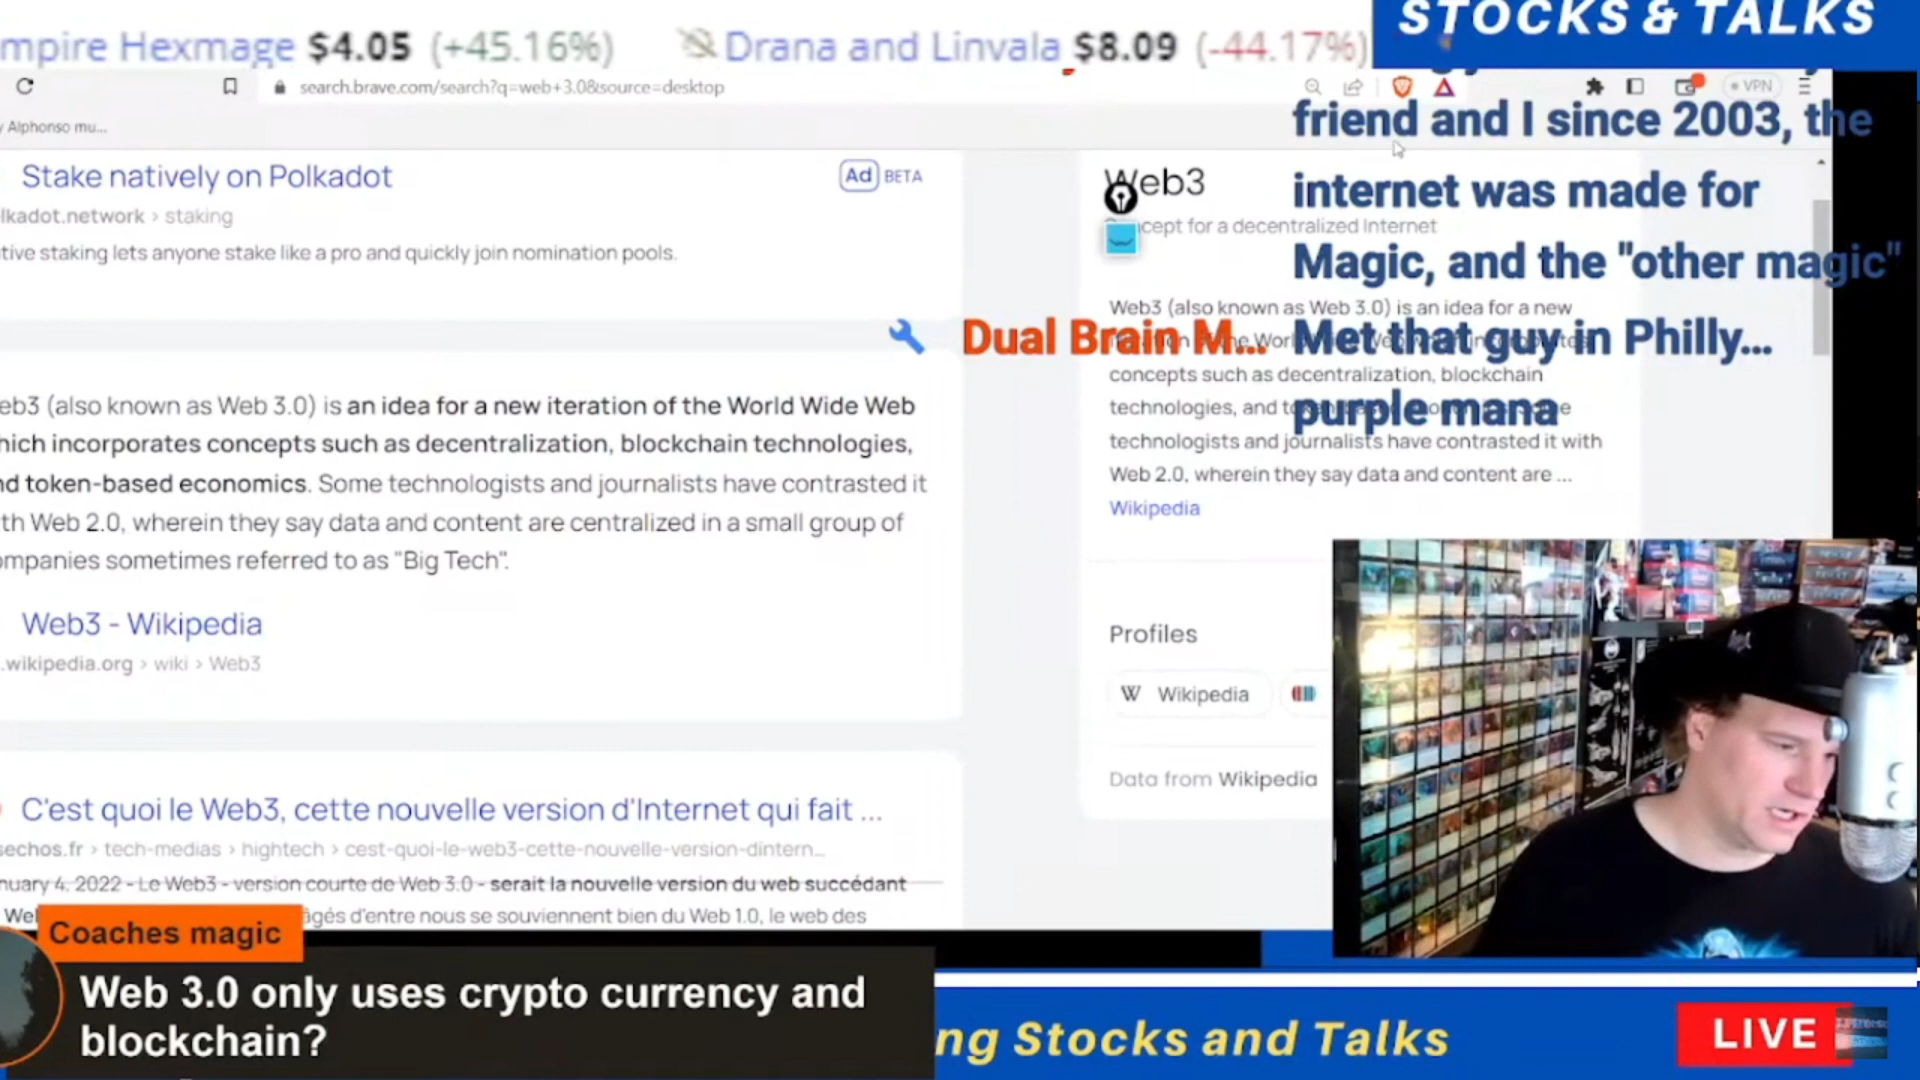 mpire Hexmage $4.05 (+45.16%) Drana and Linvala $8.09 (-44.17%)
STOCKS & TALKS
search.brave.com/search?q=web+3.0&source=desktop
VPN
Alphonso mu...
friend and I since 2003, the
internet was made for
Magic, and the "other magic"
Dual Brain M... Met that guy in Philly...
purple mana
Stake natively on Polkadot
Ad BETA
lkadot.network › staking
tive staking lets anyone stake like a pro and quickly join nomination pools.
eb3 (also known as Web 3.0) is an idea for a new iteration of the World Wide Web
hich incorporates concepts such as decentralization, blockchain technologies,
nd token-based economics. Some technologists and journalists have contrasted it
th Web 2.0, wherein they say data and content are centralized in a small group of
ompanies sometimes referred to as "Big Tech".
Web3 - Wikipedia
.wikipedia.org › wiki › Web3
C'est quoi le Web3, cette nouvelle version d'Internet qui fait ...
sechos.fr › tech-medias › hightech › cest-quoi-le-web3-cette-nouvelle-version-dintern...
nuary 4, 2022 - Le Web3 - version courte de Web 3.0 - serait la nouvelle version du web succédant
âgés d'entre nous se souviennent bien du Web 1.0, le web des
Web3
cept for a decentralized Internet
Web3 (also known as Web 3.0) is an idea for a new
concepts such as decentralization, blockchain
technologies, and
technologists and journalists have contrasted it with
Web 2.0, wherein they say data and content are ...
Wikipedia
Profiles
W Wikipedia
Data from Wikipedia
Coaches magic
Web 3.0 only uses crypto currency and
blockchain?
ng Stocks and Talks
LIVE